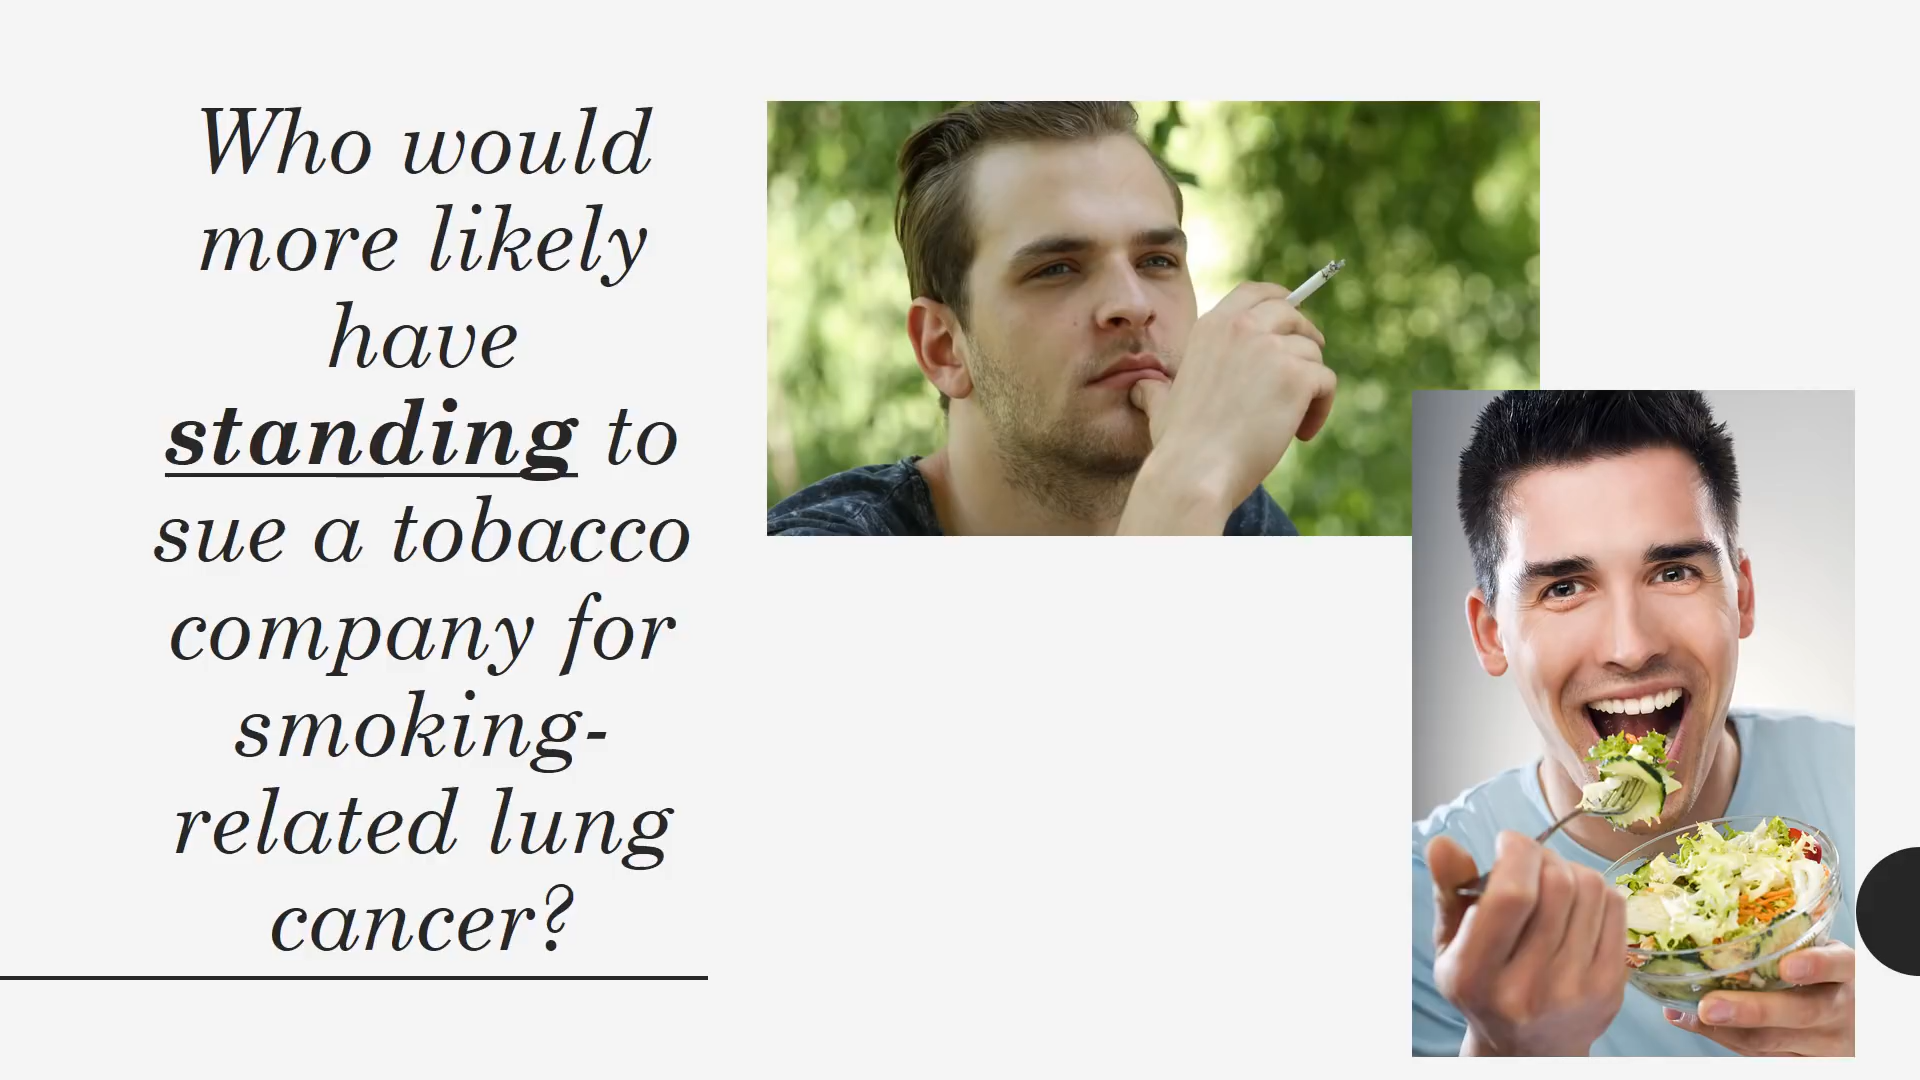 Who would
more likely
have
standing to
sue a tobacco
company for
smoking-
related lung
cancer?